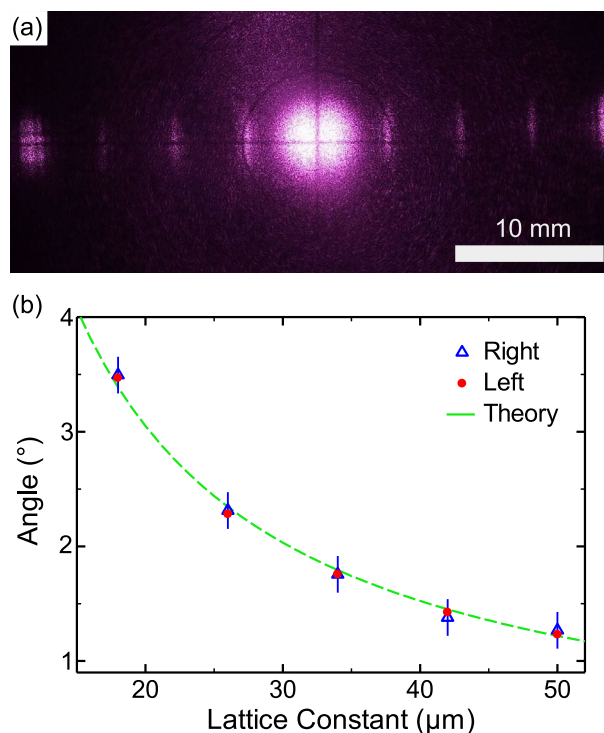 (a)
10 mm
(b)
4
3
2
1
Angle (°)
Right
Left
Theory
20
30
40
50
Lattice Constant (μm)